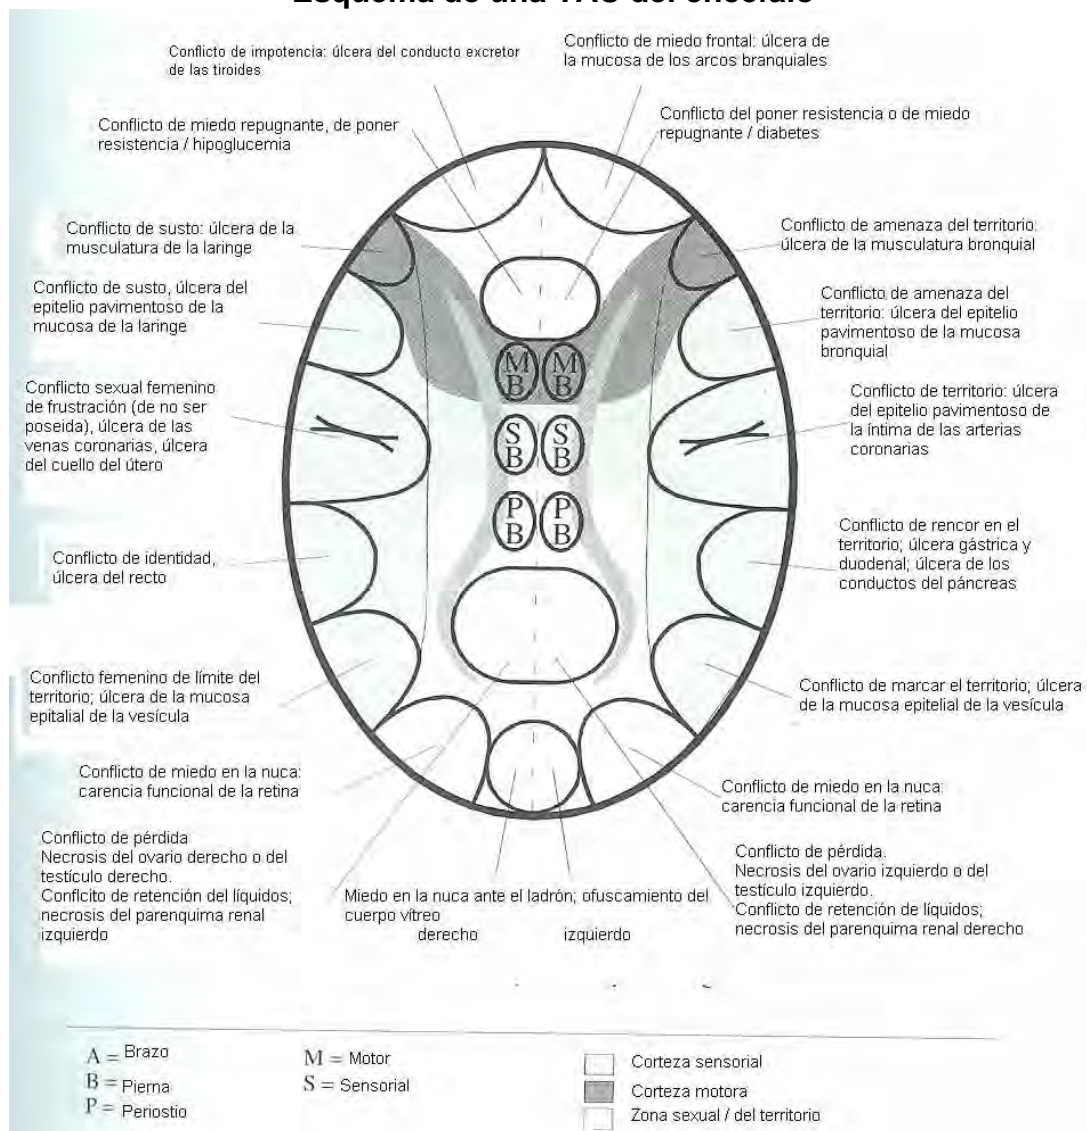 Esquema de una TAC del encéfalo
Conflicto de impotencia: úlcera del conducto excretor
de las tiroides
Conflicto de miedo frontal: úlcera de
la mucosa de los arcos branquiales
Conflicto de miedo repugnante, de poner
resistencia / hipoglucemia
Conflicto del poner resistencia o de miedo
repugnante / diabetes
Conflicto de susto: úlcera de la
musculatura de la laringe
Conflicto de amenaza del territorio:
úlcera de la musculatura bronquial
Conflicto de susto, úlcera del
epitelio pavimentoso de la
mucosa de la laringe
Conflicto de amenaza del
territorio: úlcera del epitelio
pavimentoso de la mucosa
bronquial
Conflicto sexual femenino
de frustración (de no ser
poseida), úlcera de las
venas coronarias, úlcera
del cuello del útero
Conflicto de territorio: úlcera
del epitelio pavimentoso de
la íntima de las arterias
coronarias
M M
B B
S S
B B
P P
B B
Conflicto de identidad,
úlcera del recto
Conflicto de rencor en el
territorio; úlcera gástrica y
duodenal; úlcera de los
conductos del páncreas
Conflicto femenino de límite del
territorio; úlcera de la mucosa
epitalial de la vesícula
Conflicto de marcar el territorio; úlcera
de la mucosa epitelial de la vesícula
Conflicto de miedo en la nuca:
carencia funcional de la retina
Conflicto de miedo en la nuca:
carencia funcional de la retina
Conflicto de pérdida
Necrosis del ovario derecho o del
testículo derecho.
Conflicito de retención del líquidos;
necrosis del parenquima renal
izquierdo
Miedo en la nuca ante el ladrón; ofuscamiento del
cuerpo vítreo
derecho izquierdo
Conflicto de pérdida.
Necrosis del ovario izquierdo o del
testículo izquierdo.
Conflicto de retención de líquidos;
necrosis del parenquima renal derecho
A = Brazo
B = Pierna
P = Periostio
M = Motor
S = Sensorial
Corteza sensorial
Corteza motora
Zona sexual / del territorio